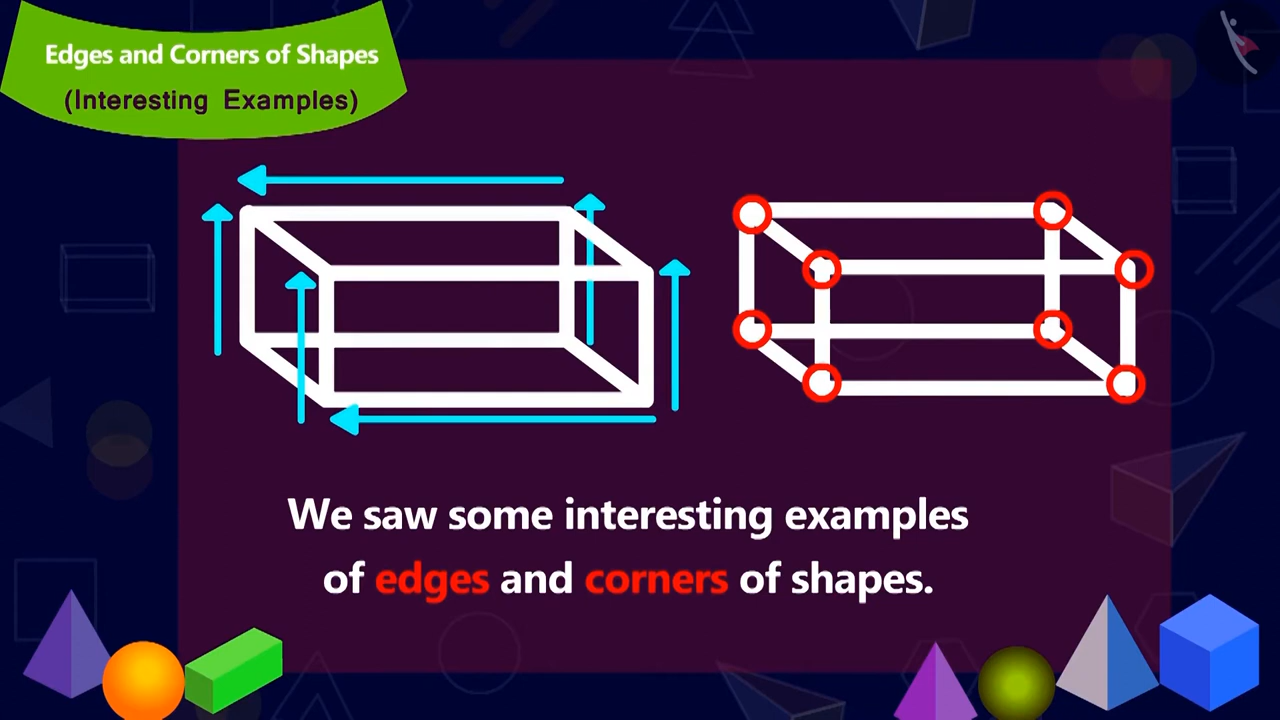 Edges and Corners of Shapes
(Interesting Examples)
We saw some interesting examples
of edges and corners of shapes.